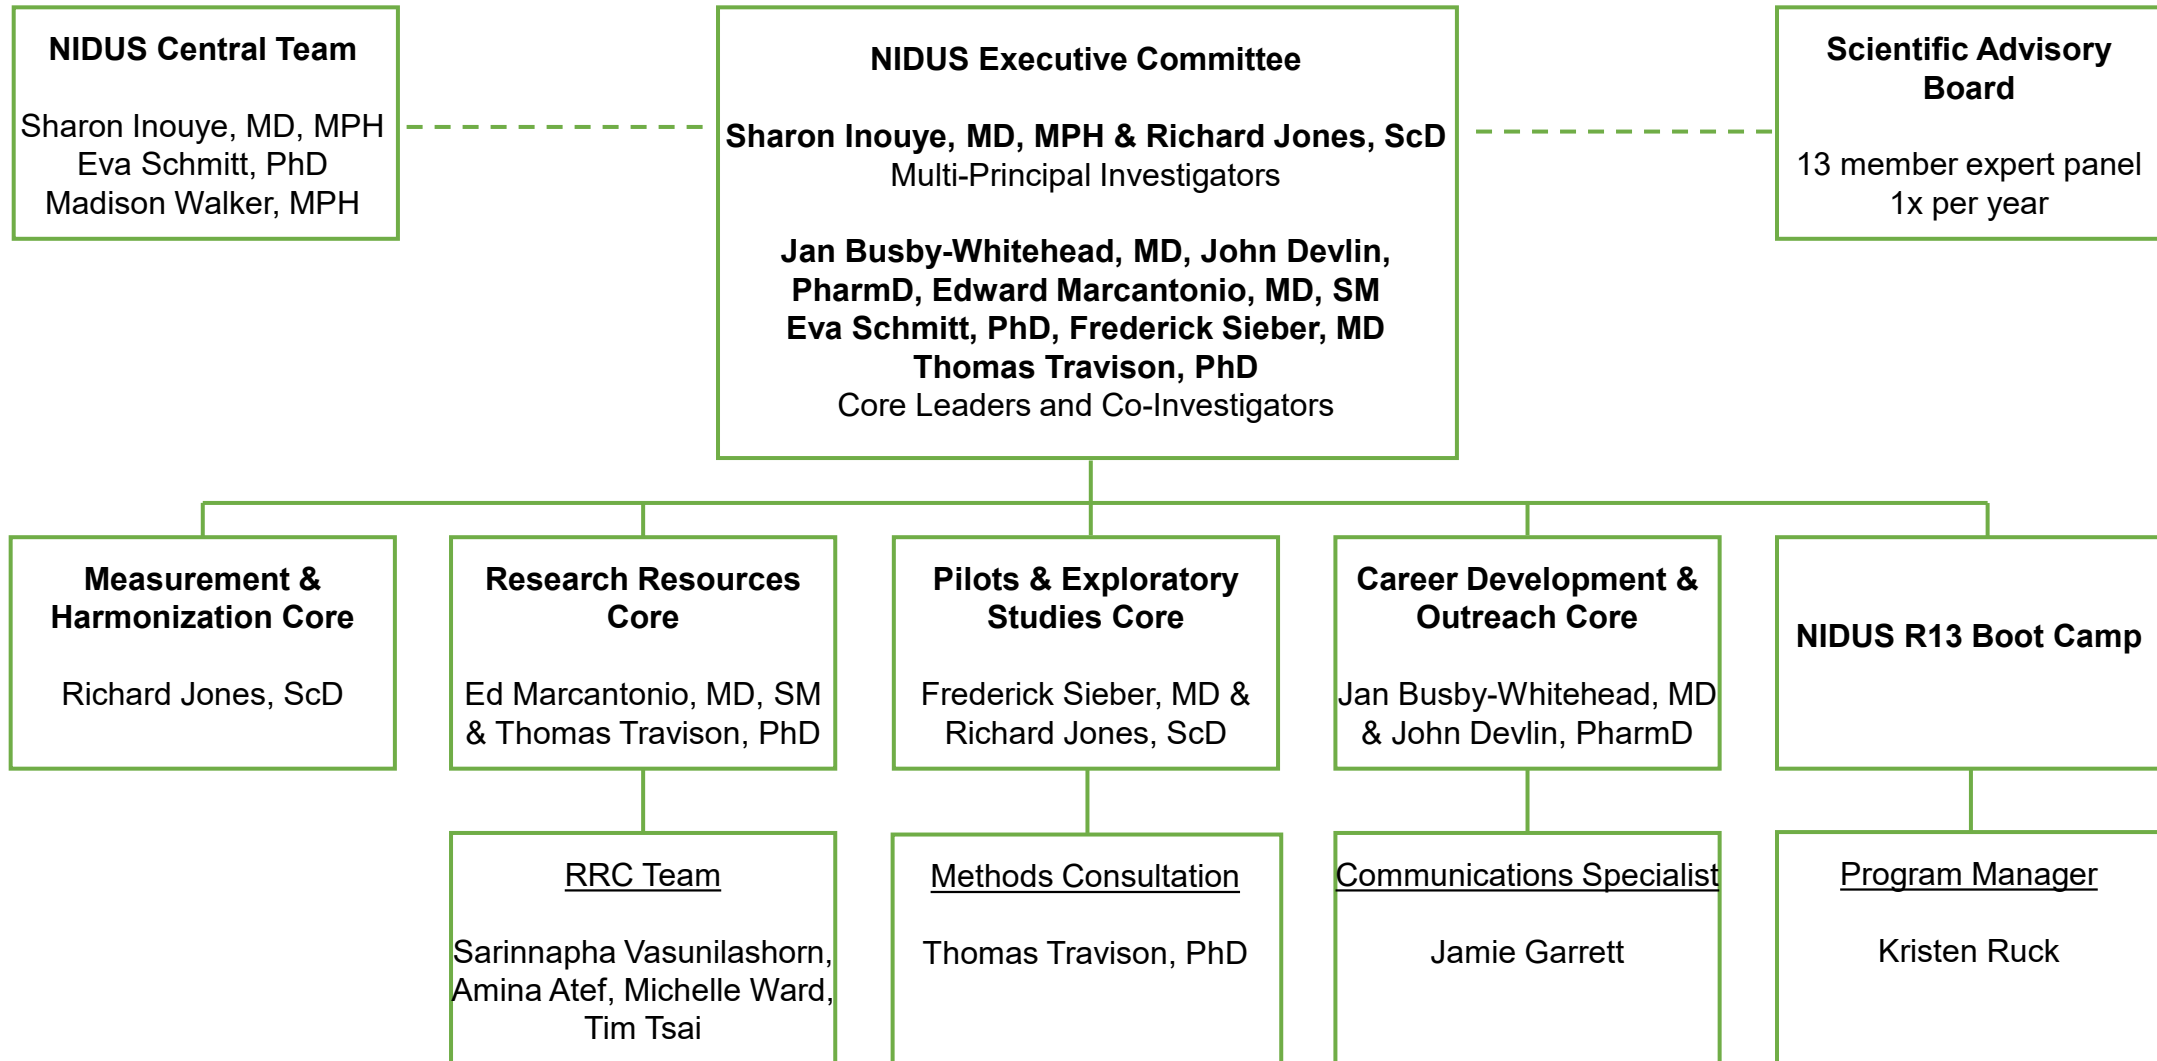 NIDUS Central Team
Sharon Inouye, MD, MPH
Eva Schmitt, PhD
Madison Walker, MPH
NIDUS Executive Committee
Sharon Inouye, MD, MPH & Richard Jones, ScD
Multi-Principal Investigators
Jan Busby-Whitehead, MD, John Devlin,
PharmD, Edward Marcantonio, MD, SM
Eva Schmitt, PhD, Frederick Sieber, MD
Thomas Travison, PhD
Core Leaders and Co-Investigators
Scientific Advisory
Board
13 member expert panel
1x per year
Measurement &
Harmonization Core
Richard Jones, ScD
Research Resources
Core
Ed Marcantonio, MD, SM
& Thomas Travison, PhD
Pilots & Exploratory
Studies Core
Frederick Sieber, MD &
Richard Jones, ScD
Career Development &
Outreach Core
Jan Busby-Whitehead, MD
& John Devlin, PharmD
NIDUS R13 Boot Camp
RRC Team
Sarinnapha Vasunilashorn,
Amina Atef, Michelle Ward,
Tim Tsai
Methods Consultation
Thomas Travison, PhD
Communications Specialist
Jamie Garrett
Program Manager
Kristen Ruck